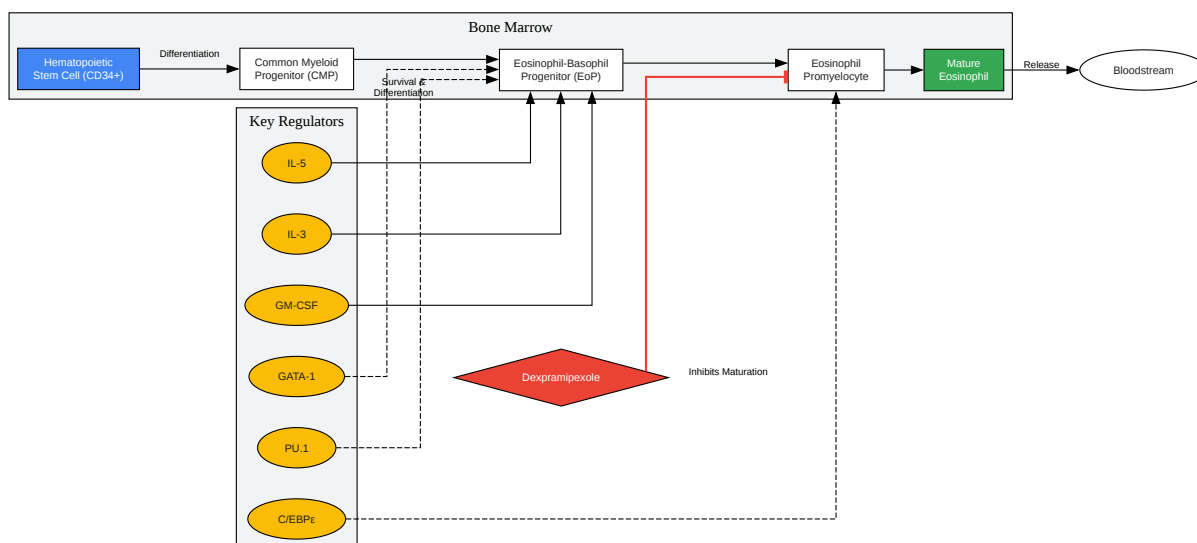 Bone Marrow
Hematopoietic
Stem Cell (CD34+)
Differentiation
Common Myeloid
Progenitor (CMP)
Survival &
Differentiation
Eosinophil-Basophil
Progenitor (EoP)
Eosinophil
Promyelocyte
Mature
Eosinophil
Release
Bloodstream
Key Regulators
IL-5
IL-3
GM-CSF
GATA-1
PU.1
C/EBPε
Dexpramipexole
Inhibits Maturation